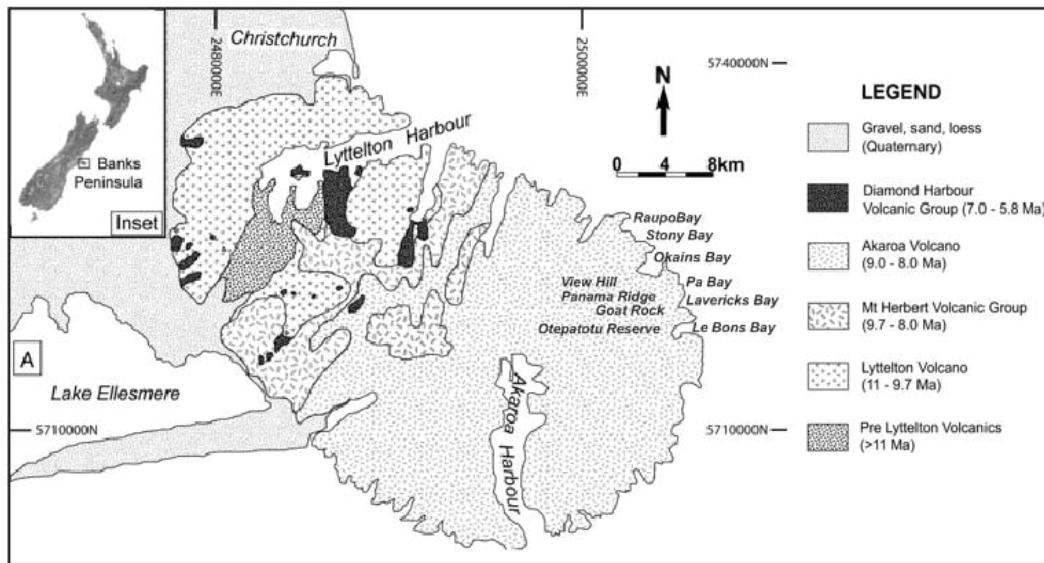 Christchurch
2480000E
2500000E
5740000N
N
0 4 8km
Banks
Peninsula
Inset
Lyttelton Harbour
RaupoBay
Stony Bay
Okains Bay
View Hill
Pa Bay
Panama Ridge
Lavericks Bay
Goat Rock
Otepatotu Reserve
Le Bons Bay
A
Lake Ellesmere
Akaroa Harbour
5710000N
5710000N
LEGEND
Gravel, sand, loess
(Quaternary)
Diamond Harbour
Volcanic Group (7.0 - 5.8 Ma)
Akaroa Volcano
(9.0 - 8.0 Ma)
Mt Herbert Volcanic Group
(9.7 - 8.0 Ma)
Lyttelton Volcano
(11 - 9.7 Ma)
Pre Lyttelton Volcanics
(>11 Ma)